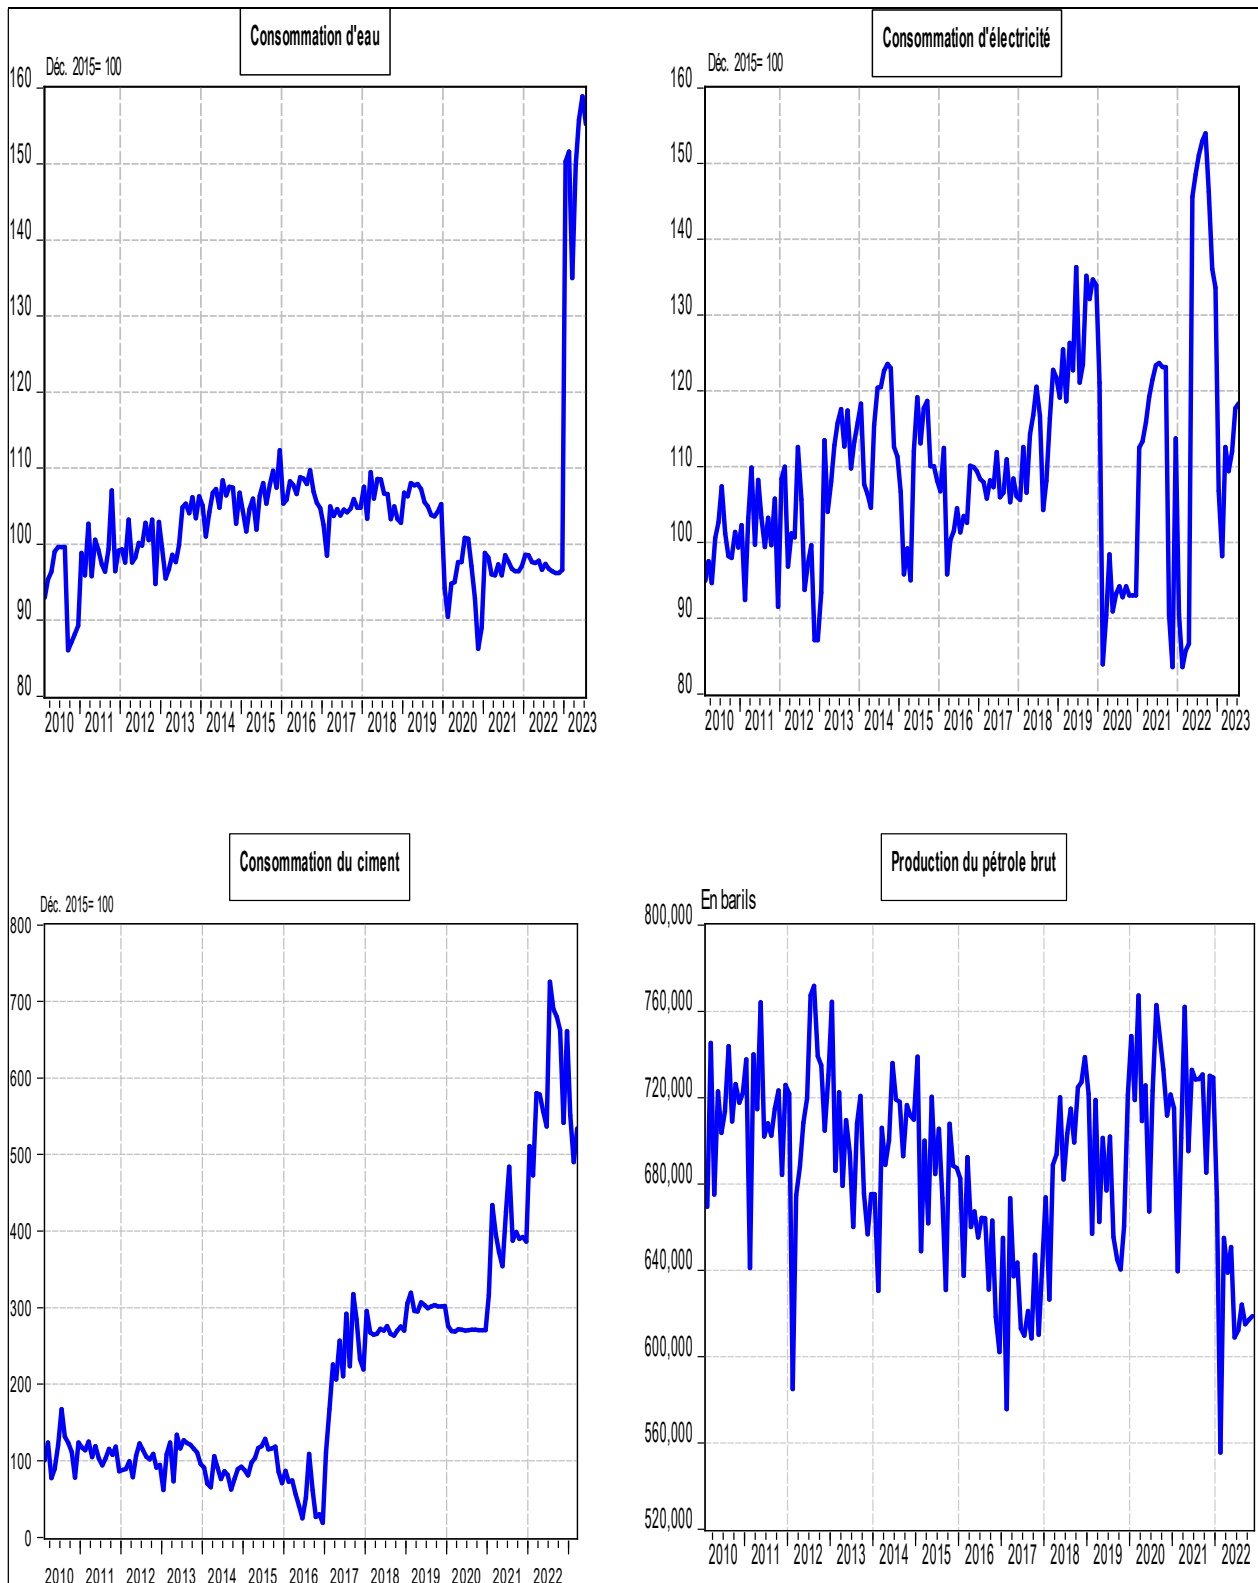 Consommation d'eau
Déc. 2015= 100
160
150
140
130
120
110
100
90
80
2010 2011 2012 2013 2014 2015 2016 2017 2018 2019 2020 2021 2022 2023
Consommation d'électricité
Déc. 2015= 100
160
150
140
130
120
110
100
90
80
2010 2011 2012 2013 2014 2015 2016 2017 2018 2019 2020 2021 2022 2023
Consommation du ciment
Déc. 2015= 100
800
700
600
500
400
300
200
100
0
2010 2011 2012 2013 2014 2015 2016 2017 2018 2019 2020 2021 2022
Production du pétrole brut
En barils
800,000
760,000
720,000
680,000
640,000
600,000
560,000
520,000
2010 2011 2012 2013 2014 2015 2016 2017 2018 2019 2020 2021 2022